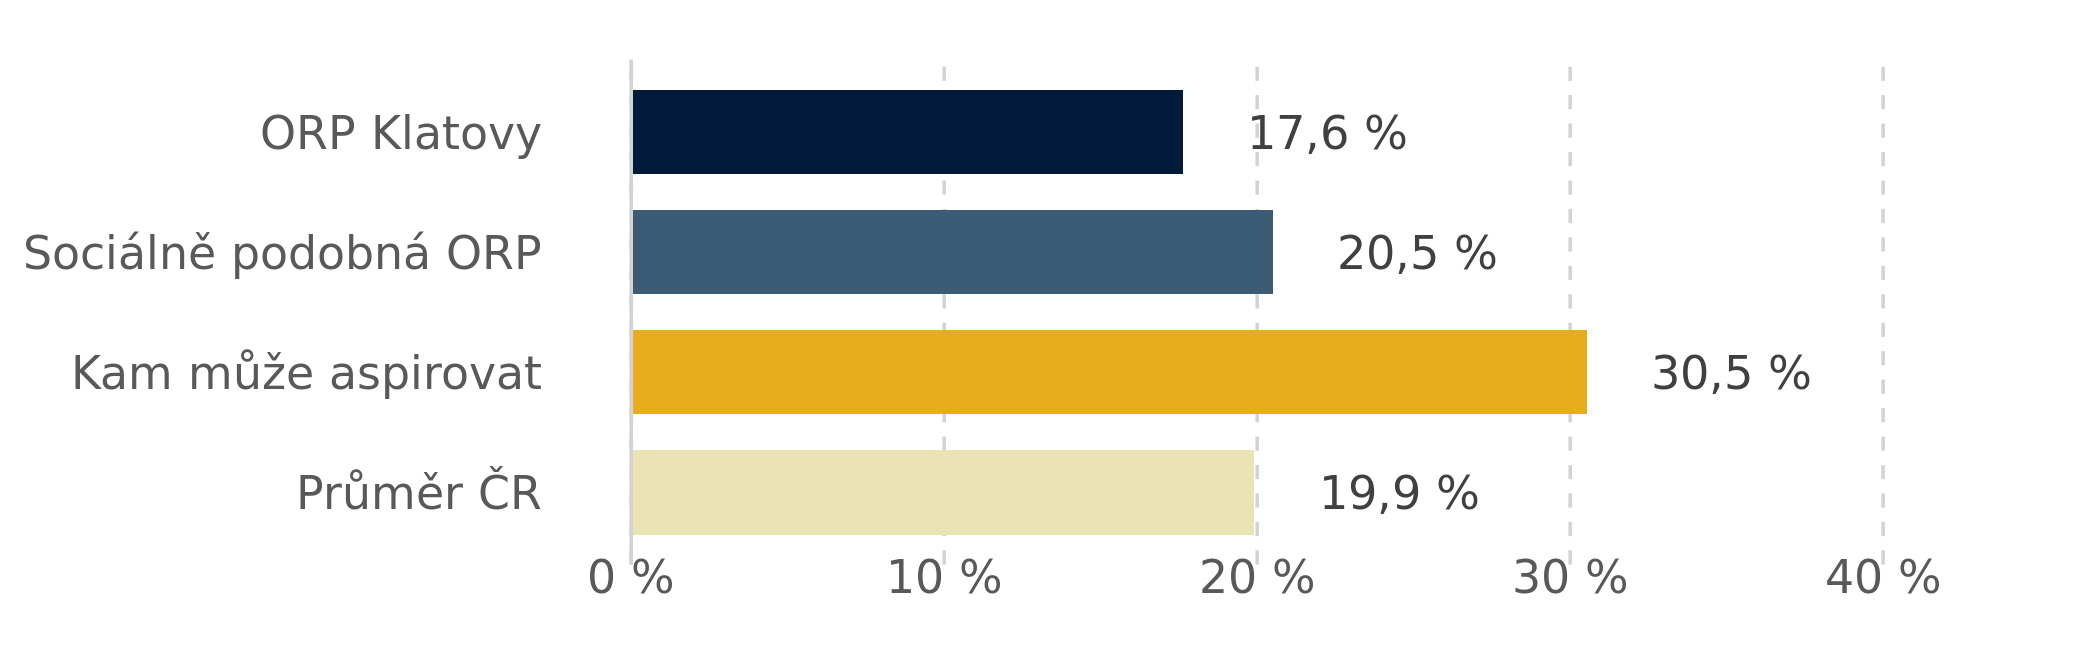 ORP Klatovy 17,6 %
Sociálně podobná ORP 20,5 %
Kam může aspirovat 30,5 %
Průměr ČR 19,9 %
0 % 10 % 20 % 30 % 40 %